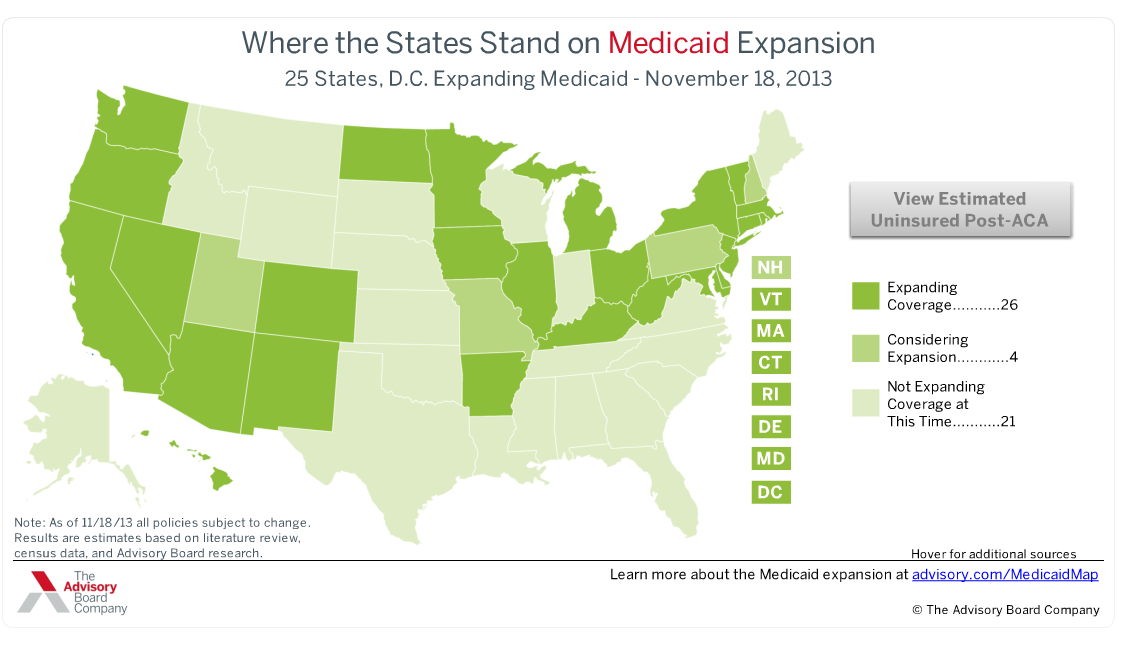 Where the States Stand on Medicaid Expansion
25 States, D.C. Expanding Medicaid - November 18, 2013
View Estimated
Uninsured Post-ACA
NH
VT
MA
CT
RI
DE
MD
DC
Expanding
Coverage...........26
Considering
Expansion............4
Not Expanding
Coverage at
This Time...........21
Note: As of 11/18/13 all policies subject to change.
Results are estimates based on literature review,
census data, and Advisory Board research.
Hover for additional sources
The
Advisory
Board
Company
Learn more about the Medicaid expansion at advisory.com/MedicaidMap
© The Advisory Board Company